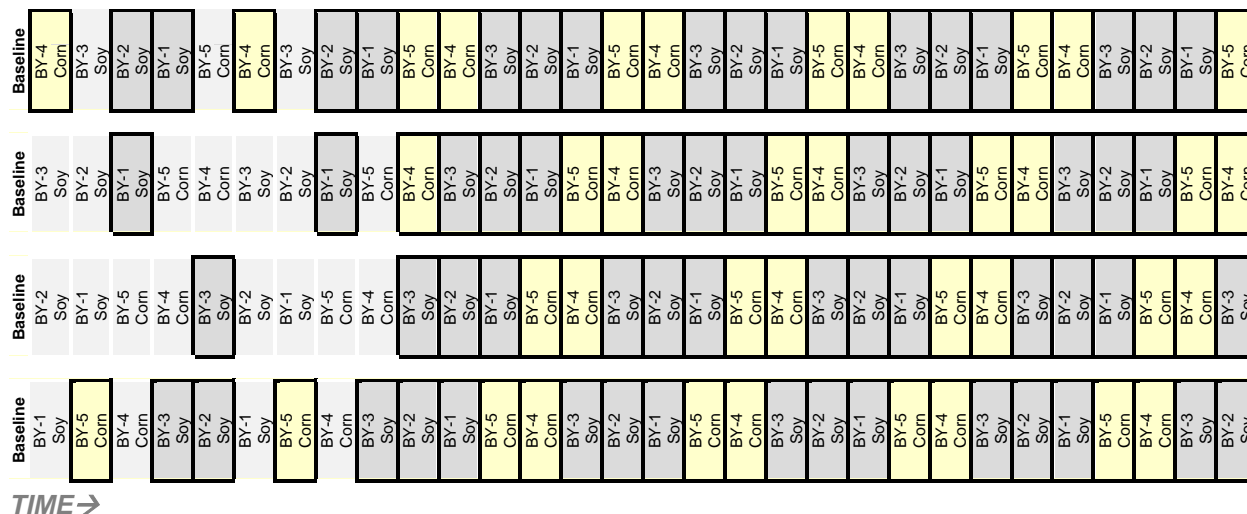 Baseline BY-4 Corn BY-3 Soy BY-2 Soy BY-1 Soy BY-5 Corn BY-4 Corn BY-3 Soy BY-2 Soy BY-1 Soy BY-5 Corn BY-4 Corn BY-3 Soy BY-2 Soy BY-1 Soy BY-5 Corn BY-4 Corn BY-3 Soy BY-2 Soy BY-1 Soy BY-5 Corn BY-4 Corn BY-3 Soy BY-2 Soy BY-1 Soy BY-5 Corn BY-4 Corn BY-3 Soy BY-2 Soy BY-1 Soy BY-5 Corn
Baseline BY-3 Soy BY-2 Soy BY-1 Soy BY-5 Corn BY-4 Corn BY-3 Soy BY-2 Soy BY-1 Soy BY-5 Corn BY-4 Corn BY-3 Soy BY-2 Soy BY-1 Soy BY-5 Corn BY-4 Corn BY-3 Soy BY-2 Soy BY-1 Soy BY-5 Corn BY-4 Corn BY-3 Soy BY-2 Soy BY-1 Soy BY-5 Corn BY-4 Corn BY-3 Soy BY-2 Soy BY-1 Soy BY-5 Corn BY-4 Corn
Baseline BY-2 Soy BY-1 Soy BY-5 Corn BY-4 Corn BY-3 Soy BY-2 Soy BY-1 Soy BY-5 Corn BY-4 Corn BY-3 Soy BY-2 Soy BY-1 Soy BY-5 Corn BY-4 Corn BY-3 Soy BY-2 Soy BY-1 Soy BY-5 Corn BY-4 Corn BY-3 Soy BY-2 Soy BY-1 Soy BY-5 Corn BY-4 Corn BY-3 Soy BY-2 Soy BY-1 Soy BY-5 Corn BY-4 Corn BY-3 Soy
Baseline BY-1 Soy BY-5 Corn BY-4 Corn BY-3 Soy BY-2 Soy BY-1 Soy BY-5 Corn BY-4 Corn BY-3 Soy BY-2 Soy BY-1 Soy BY-5 Corn BY-4 Corn BY-3 Soy BY-2 Soy BY-1 Soy BY-5 Corn BY-4 Corn BY-3 Soy BY-2 Soy BY-1 Soy BY-5 Corn BY-4 Corn BY-3 Soy BY-2 Soy BY-1 Soy BY-5 Corn BY-4 Corn BY-3 Soy BY-2 Soy
TIME→